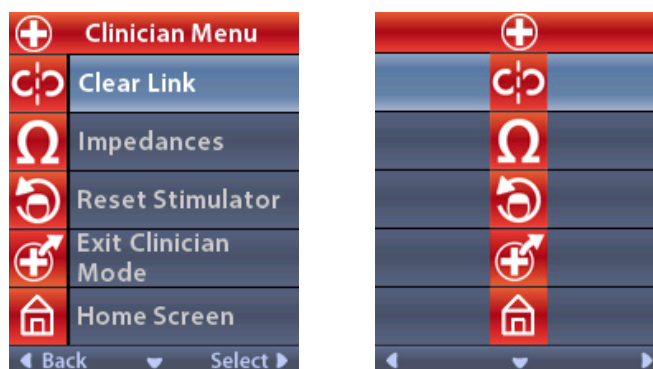 Clinician Menu
Clear Link
Impedances
Reset Stimulator
Exit Clinician
Mode
Home Screen
Back Select